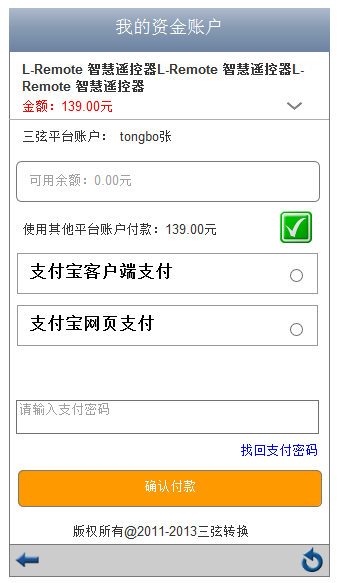 我的资金账户
L-Remote 智慧遥控器L-Remote 智慧遥控器L-
Remote 智慧遥控器
金额：139.00元
三弦平台账户： tongbo张
可用余额：0.00元
使用其他平台账户付款：139.00元
支付宝客户端支付
支付宝网页支付
请输入支付密码
找回支付密码
确认付款
版权所有@2011-2013三弦转换